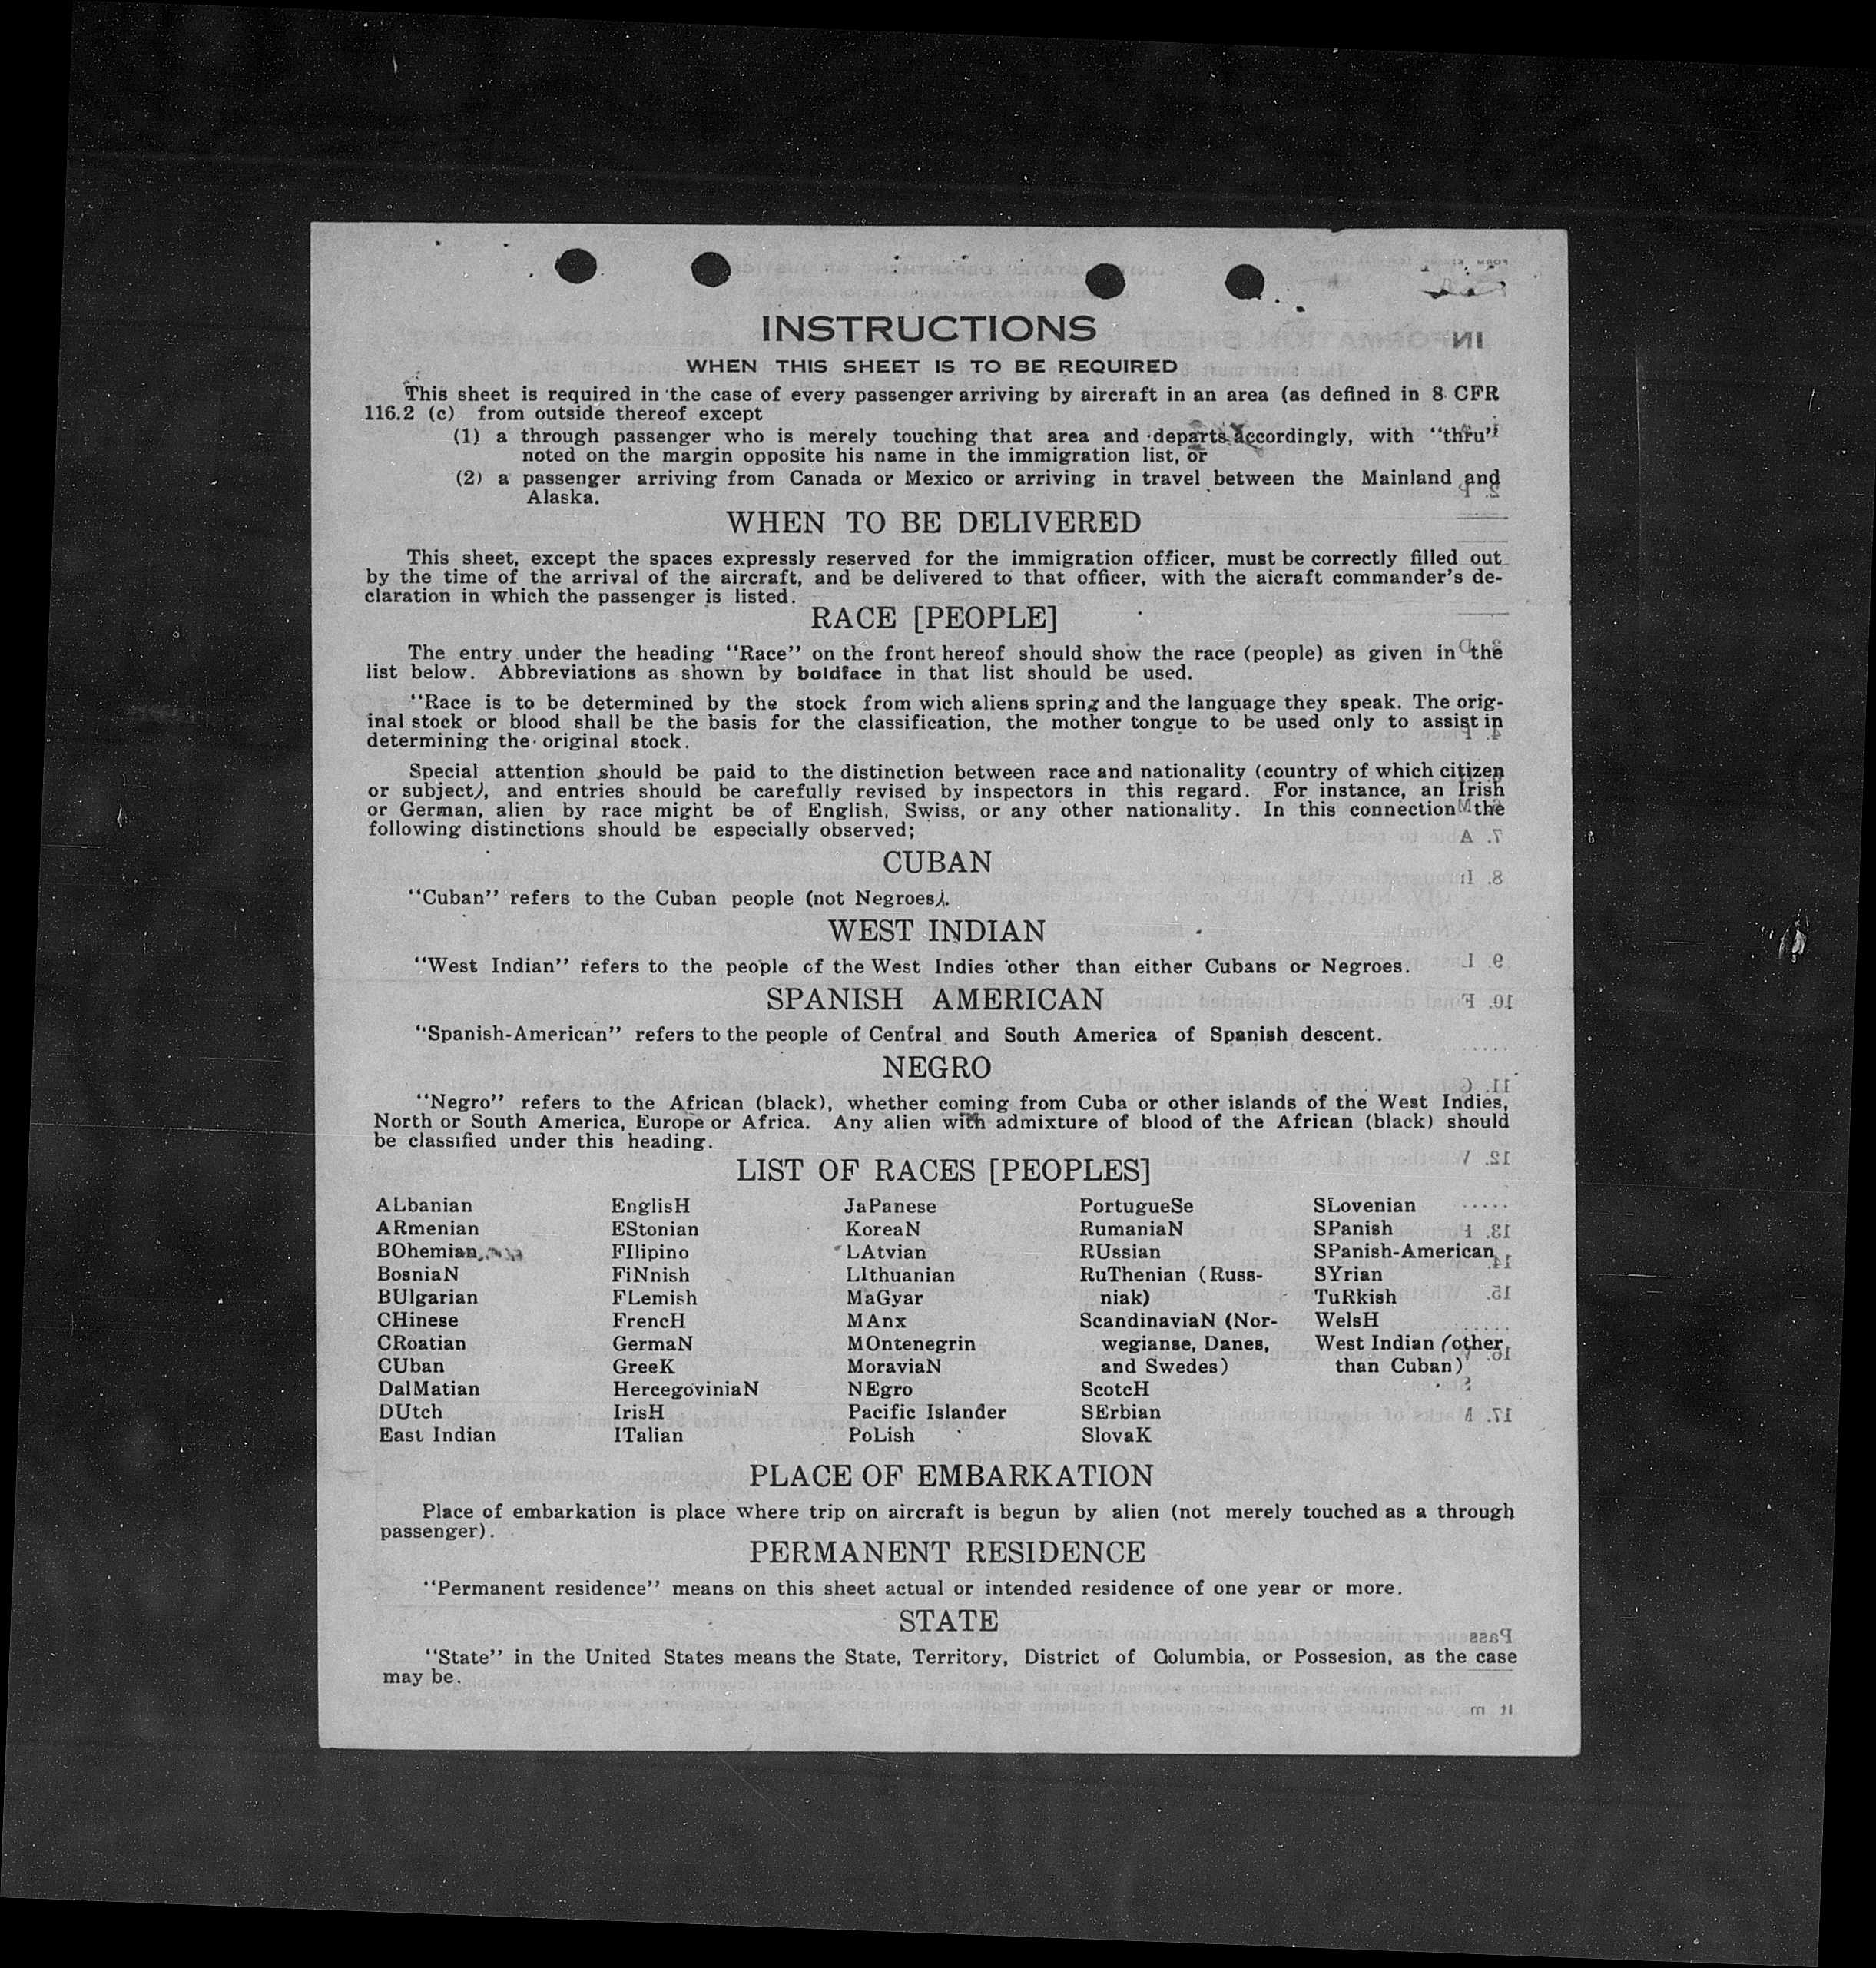 INSTRUCTIONS
WHEN THIS SHEET IS TO BE REQUIRED
This sheet is required in the case of every passenger arriving by aircraft in an area (as defined in 8 CFR
116.2 (c) from outside thereof except
(1) a through passenger who is merely touching that area and departs accordingly, with "thru"
noted on the margin opposite his name in the immigration list, or
(2) a passenger arriving from Canada or Mexico or arriving in travel between the Mainland and
Alaska.
WHEN TO BE DELIVERED
This sheet, except the spaces expressly reserved for the immigration officer, must be correctly filled out
by the time of the arrival of the aircraft, and be delivered to that officer, with the aicraft commander's de-
claration in which the passenger is listed.
RACE [PEOPLE]
The entry under the heading "Race" on the front hereof should show the race (people) as given in the
list below. Abbreviations as shown by boldface in that list should be used.
"Race is to be determined by the stock from wich aliens spring and the language they speak. The orig-
inal stock or blood shall be the basis for the classification, the mother tongue to be used only to assist in
determining the original stock.
Special attention should be paid to the distinction between race and nationality (country of which citizen
or subject), and entries should be carefully revised by inspectors in this regard. For instance, an Irish
or German, alien by race might be of English, Swiss, or any other nationality. In this connection the
following distinctions should be especially observed;
CUBAN
"Cuban" refers to the Cuban people (not Negroes).
WEST INDIAN
"West Indian" refers to the people of the West Indies other than either Cubans or Negroes.
SPANISH AMERICAN
"Spanish-American" refers to the people of Central and South America of Spanish descent.
NEGRO
"Negro" refers to the African (black), whether coming from Cuba or other islands of the West Indies,
North or South America, Europe or Africa. Any alien with admixture of blood of the African (black) should
be classified under this heading.
LIST OF RACES [PEOPLES]
ALbanian
ARmenian
BOhemian
BosniaN
BUlgarian
CHinese
CRoatian
CUban
DalMatian
DUtch
East Indian
EnglisH
EStonian
FIlipino
FiNnish
FLemish
FrencH
GermaN
GreeK
HercegoviniaN
IrisH
ITalian
JaPanese
KoreaN
LAtvian
LIthuanian
MaGyar
MAnx
MOntenegrin
MoraviaN
NEgro
Pacific Islander
PoLish
PortugueSe
RumaniaN
RUssian
RuThenian (Russ-
niak)
ScandinaviaN (Nor-
wegianse, Danes,
and Swedes)
ScotcH
SErbian
SlovaK
SLovenian
SPanish
SPanish-American
SYrian
TuRkish
WelsH
West Indian (other
than Cuban)
PLACE OF EMBARKATION
Place of embarkation is place where trip on aircraft is begun by alien (not merely touched as a through
passenger).
PERMANENT RESIDENCE
"Permanent residence" means on this sheet actual or intended residence of one year or more.
STATE
"State" in the United States means the State, Territory, District of Columbia, or Possesion, as the case
may be.